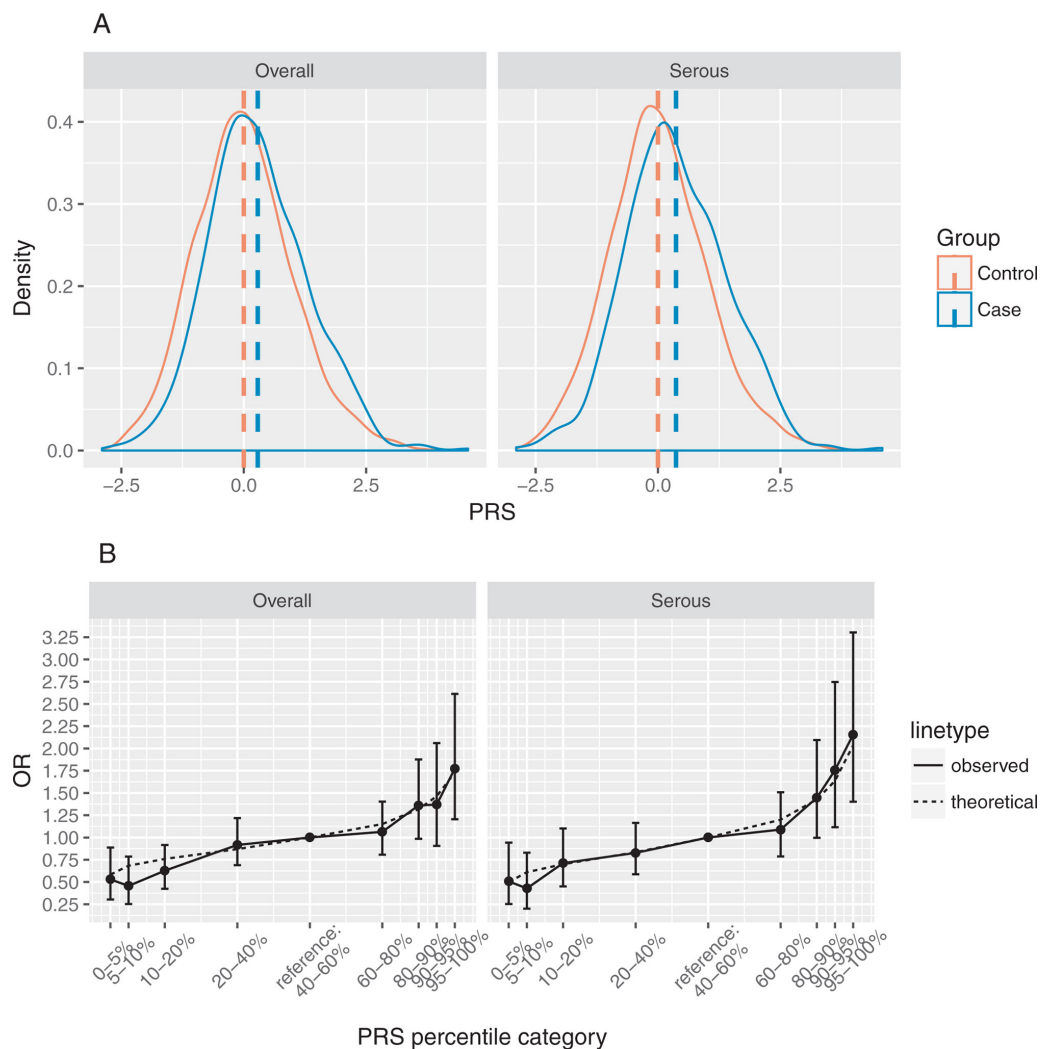 A
Overall
Serous
0.4
0.3
0.2
0.1
0.0
Density
−2.5
0.0
2.5
−2.5
0.0
2.5
PRS
Group
Control
Case
B
Overall
Serous
3.25
3.00
2.75
2.50
2.25
2.00
1.75
1.50
1.25
1.00
0.75
0.50
0.25
OR
0–5%
5–10%
10–20%
20–40%
reference:
40–60%
60–80%
80–90%
90–95%
95–100%
0–5%
5–10%
10–20%
20–40%
reference:
40–60%
60–80%
80–90%
90–95%
95–100%
PRS percentile category
linetype
observed
theoretical